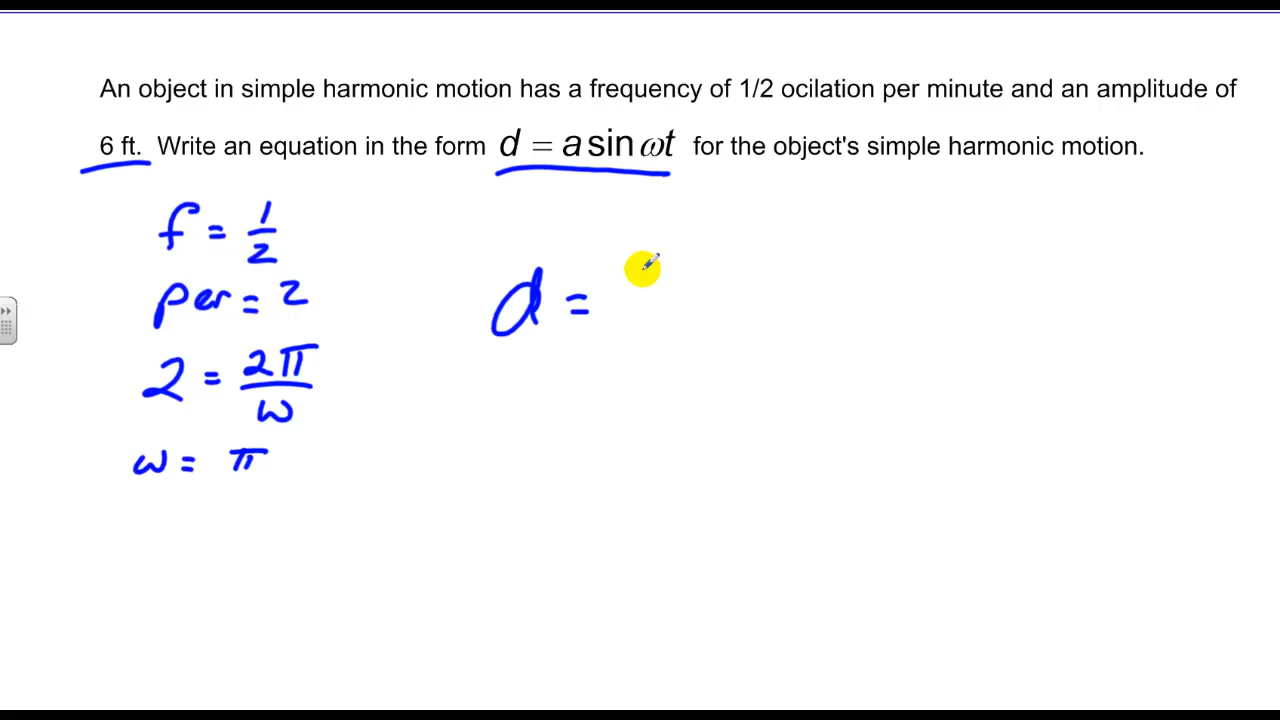 An object in simple harmonic motion has a frequency of 1/2 ocilation per minute and an amplitude of
6 ft. Write an equation in the form d = a sin ωt for the object's simple harmonic motion.
f = 1/2
per = 2
2 = 2π/ω
ω = π
d =